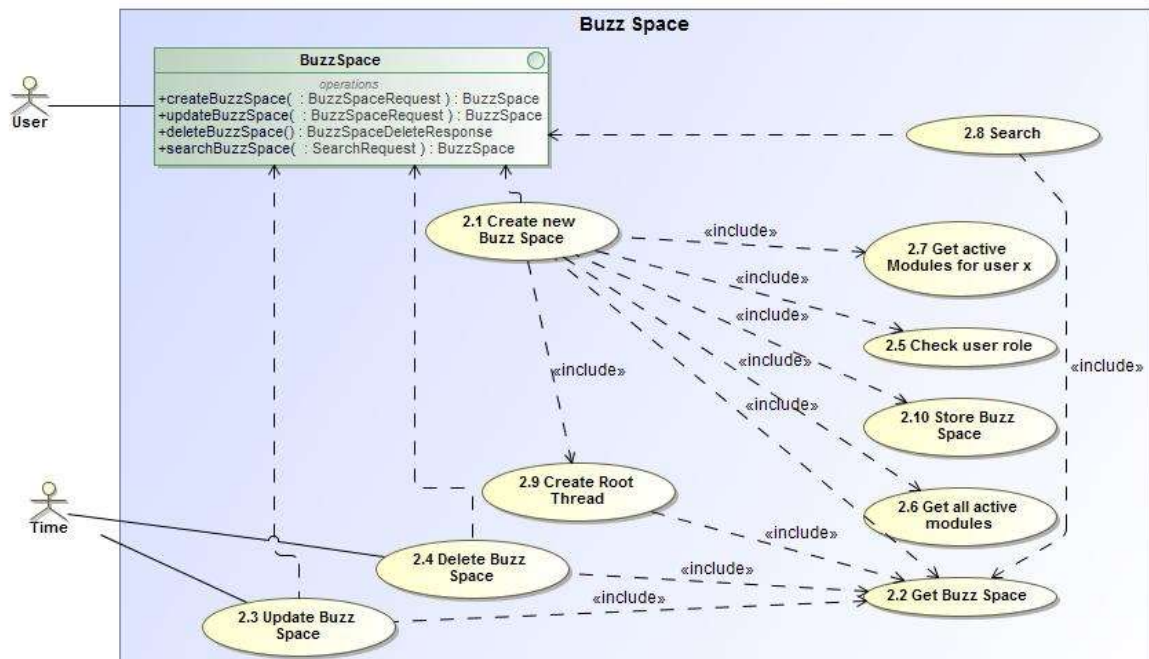 Buzz Space
BuzzSpace
operations
+createBuzzSpace( : BuzzSpaceRequest ) : BuzzSpace
+updateBuzzSpace( : BuzzSpaceRequest ) : BuzzSpace
+deleteBuzzSpace() : BuzzSpaceDeleteResponse
+searchBuzzSpace( : SearchRequest ) : BuzzSpace
User
2.8 Search
2.1 Create new
Buzz Space
«include»
2.7 Get active
Modules for user x
«include»
2.5 Check user role
«include»
«include»
«include»
«include»
2.10 Store Buzz
Space
2.9 Create Root
Thread
2.6 Get all active
modules
Time
2.4 Delete Buzz
Space
«include»
«include»
2.2 Get Buzz Space
2.3 Update Buzz
Space